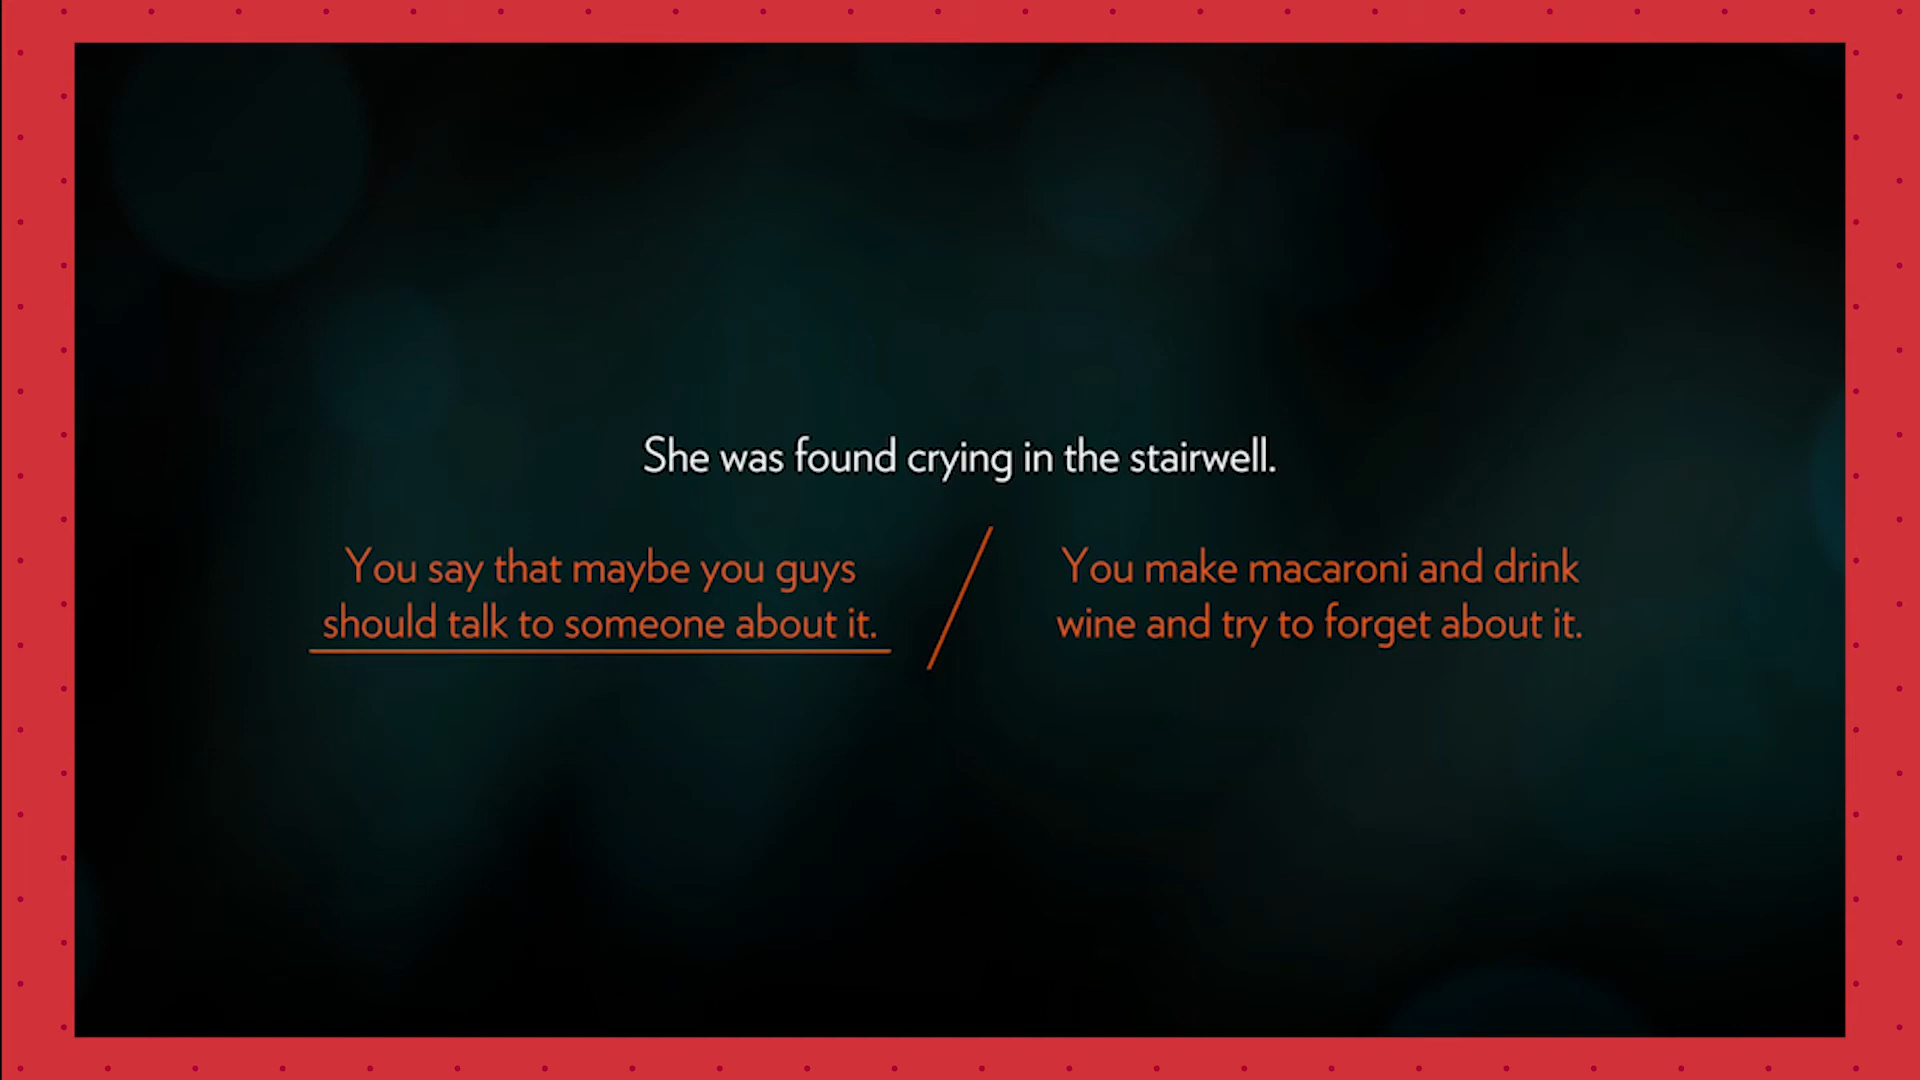 She was found crying in the stairwell.
You say that maybe you guys
should talk to someone about it.
You make macaroni and drink
wine and try to forget about it.